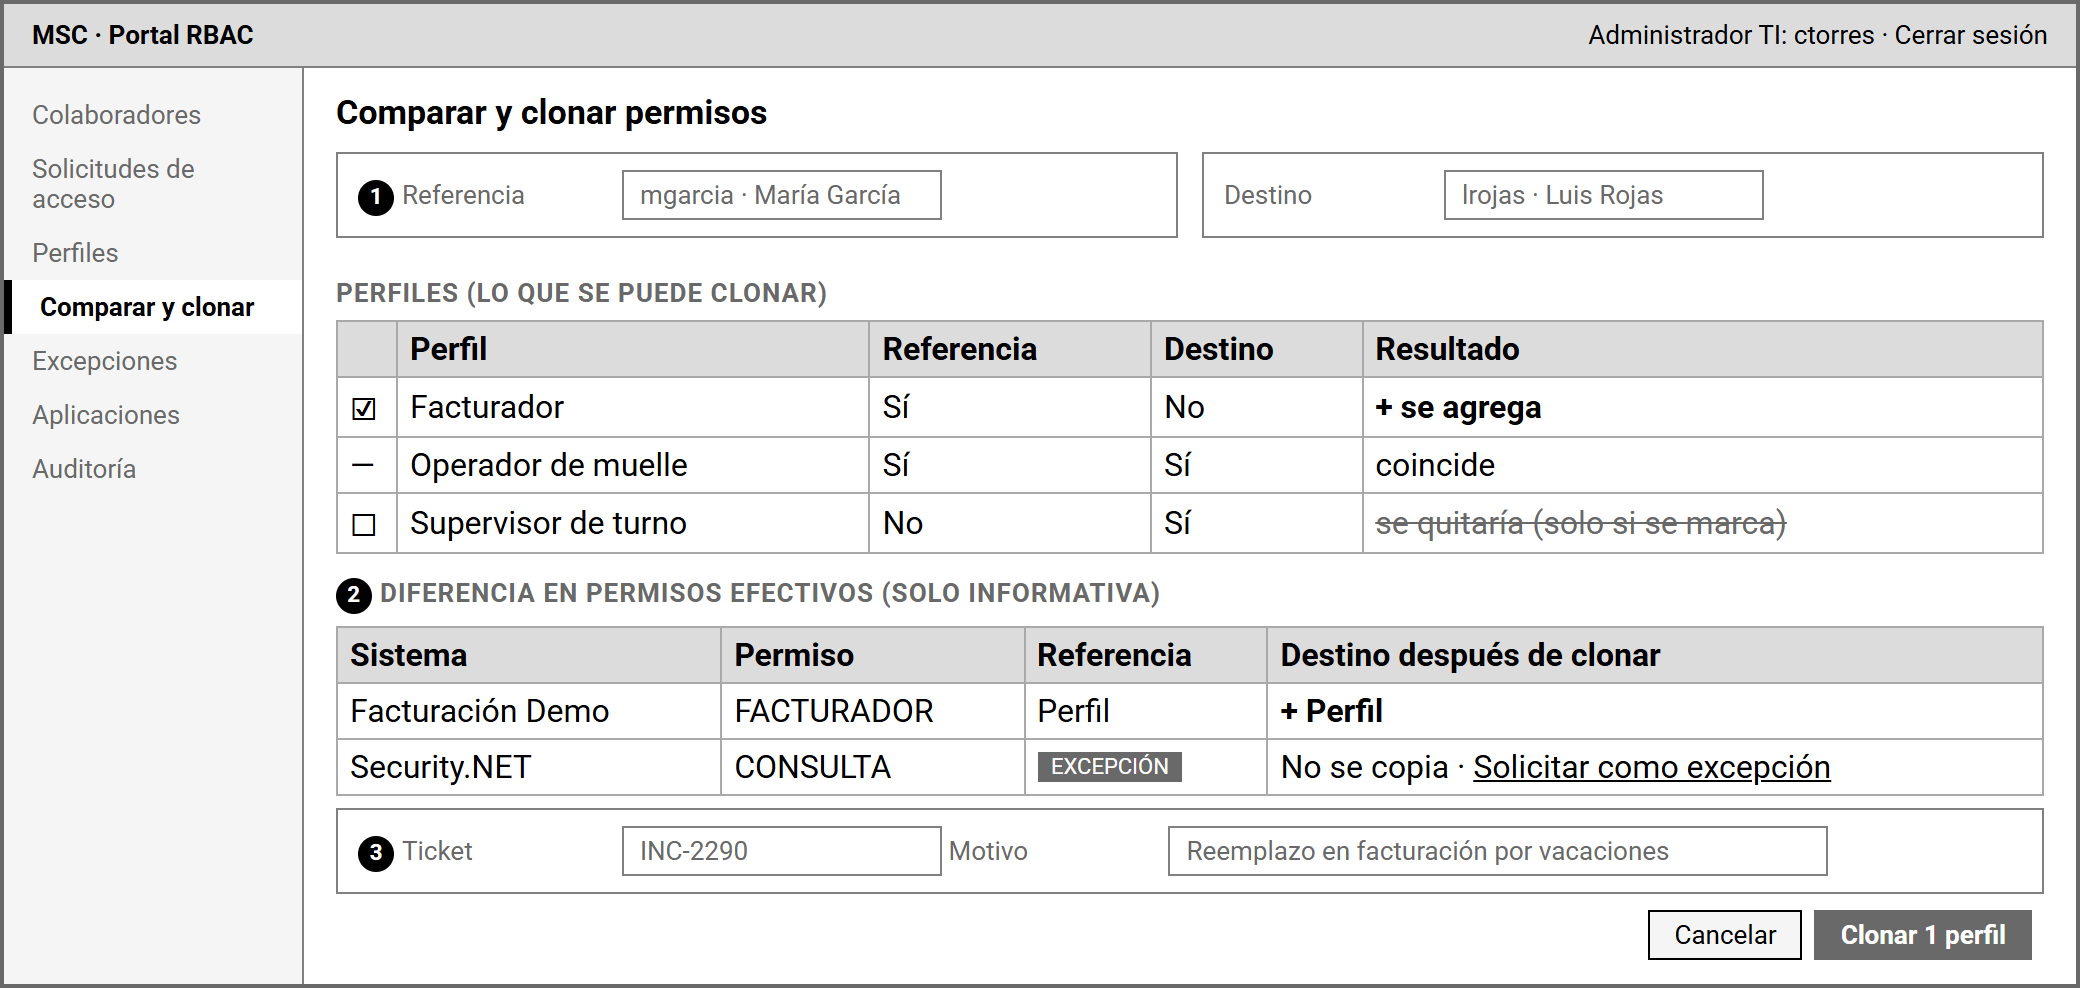 MSC · Portal RBAC
Administrador TI: ctorres · Cerrar sesión
Colaboradores
Solicitudes de
acceso
Perfiles
Comparar y clonar
Excepciones
Aplicaciones
Auditoría
Comparar y clonar permisos
1 Referencia mgarcia · María García
Destino lrojas · Luis Rojas
PERFILES (LO QUE SE PUEDE CLONAR)
Perfil Referencia Destino Resultado
☑ Facturador Sí No + se agrega
— Operador de muelle Sí Sí coincide
☐ Supervisor de turno No Sí se quitaría (solo si se marca)
2 DIFERENCIA EN PERMISOS EFECTIVOS (SOLO INFORMATIVA)
Sistema Permiso Referencia Destino después de clonar
Facturación Demo FACTURADOR Perfil + Perfil
Security.NET CONSULTA EXCEPCIÓN No se copia · Solicitar como excepción
3 Ticket INC-2290 Motivo Reemplazo en facturación por vacaciones
Cancelar Clonar 1 perfil